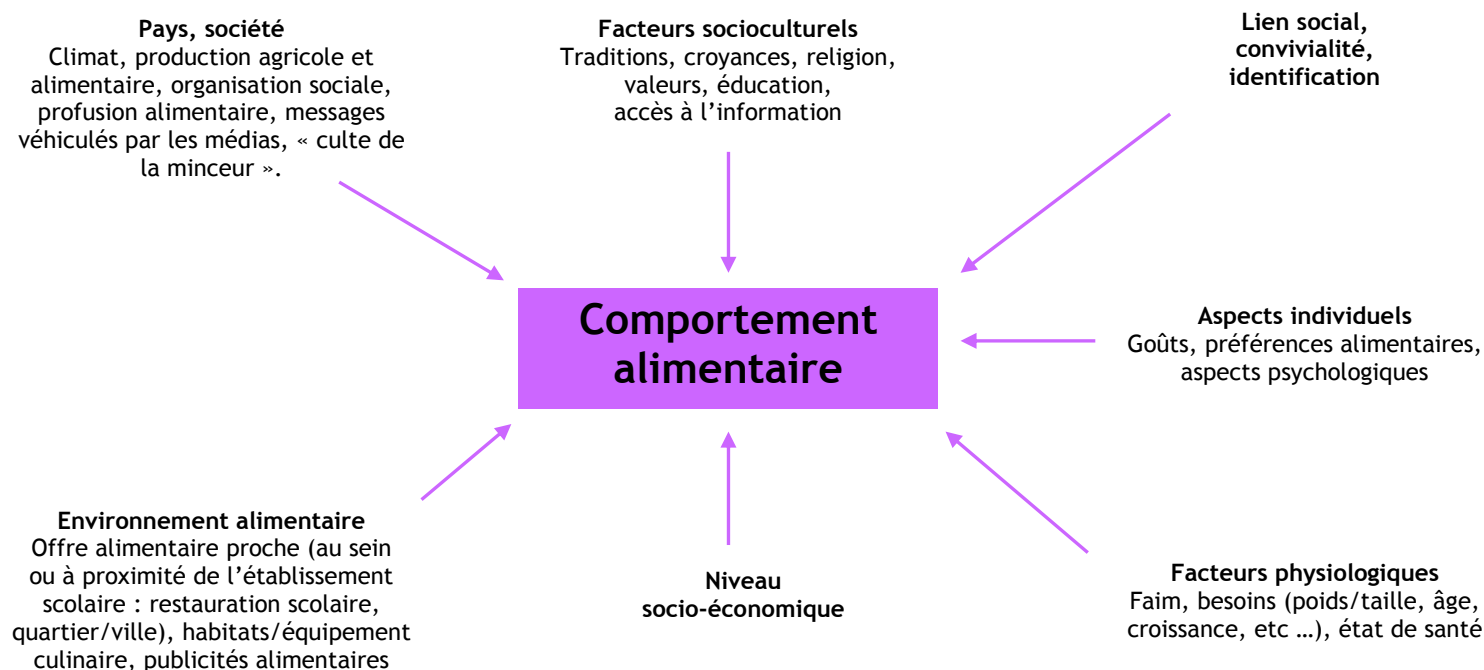 Pays, société
Climat, production agricole et
alimentaire, organisation sociale,
profusion alimentaire, messages
véhiculés par les médias, « culte de
la minceur ».
Facteurs socioculturels
Traditions, croyances, religion,
valeurs, éducation,
accès à l’information
Lien social,
convivialité,
identification
Comportement
alimentaire
Aspects individuels
Goûts, préférences alimentaires,
aspects psychologiques
Environnement alimentaire
Offre alimentaire proche (au sein
ou à proximité de l’établissement
scolaire : restauration scolaire,
quartier/ville), habitats/équipement
culinaire, publicités alimentaires
Niveau
socio-économique
Facteurs physiologiques
Faim, besoins (poids/taille, âge,
croissance, etc …), état de santé